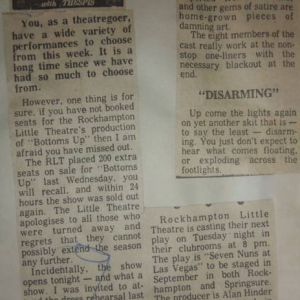 with THESPIS
You, as a theatregoer,
have a wide variety of
performances to choose
from this week. It is a
long time since we have
had so much to choose
from.
However, one thing is for
sure, if you have not booked
seats for the Rockhampton
Little Theatre's production
of "Bottoms Up" then I am
afraid you have missed out.
The RLT placed 200 extra
seats on sale for "Bottoms
Up" last Wednesday, you
will recall, and within 24
hours the show was sold out
again. The Little Theatre
apologises to all those who
were turned away and
regrets that they cannot
possibly extend the season
any further.
Incidentally, the show
opens tonight — and what a
show. I was invited to at-
dress rehearsal last
and other gems of satire are
home-grown pieces of
damning art.
The eight members of the
cast really work at the non-
stop one-liners with the
necessary blackout at the
end.
"DISARMING"
Up come the lights again
on yet another skit that is —
to say the least — disarm-
ing. You just don't expect to
hear what comes floating,
or exploding across the
footlights.
Rockhampton Little
Theatre is casting their next
play on Tuesday night in
their clubrooms at 8 pm.
The play is "Seven Nuns at
Las Vegas" to be staged in
September in both Rock-
hampton and Springsure.
The producer is Alan Hinder